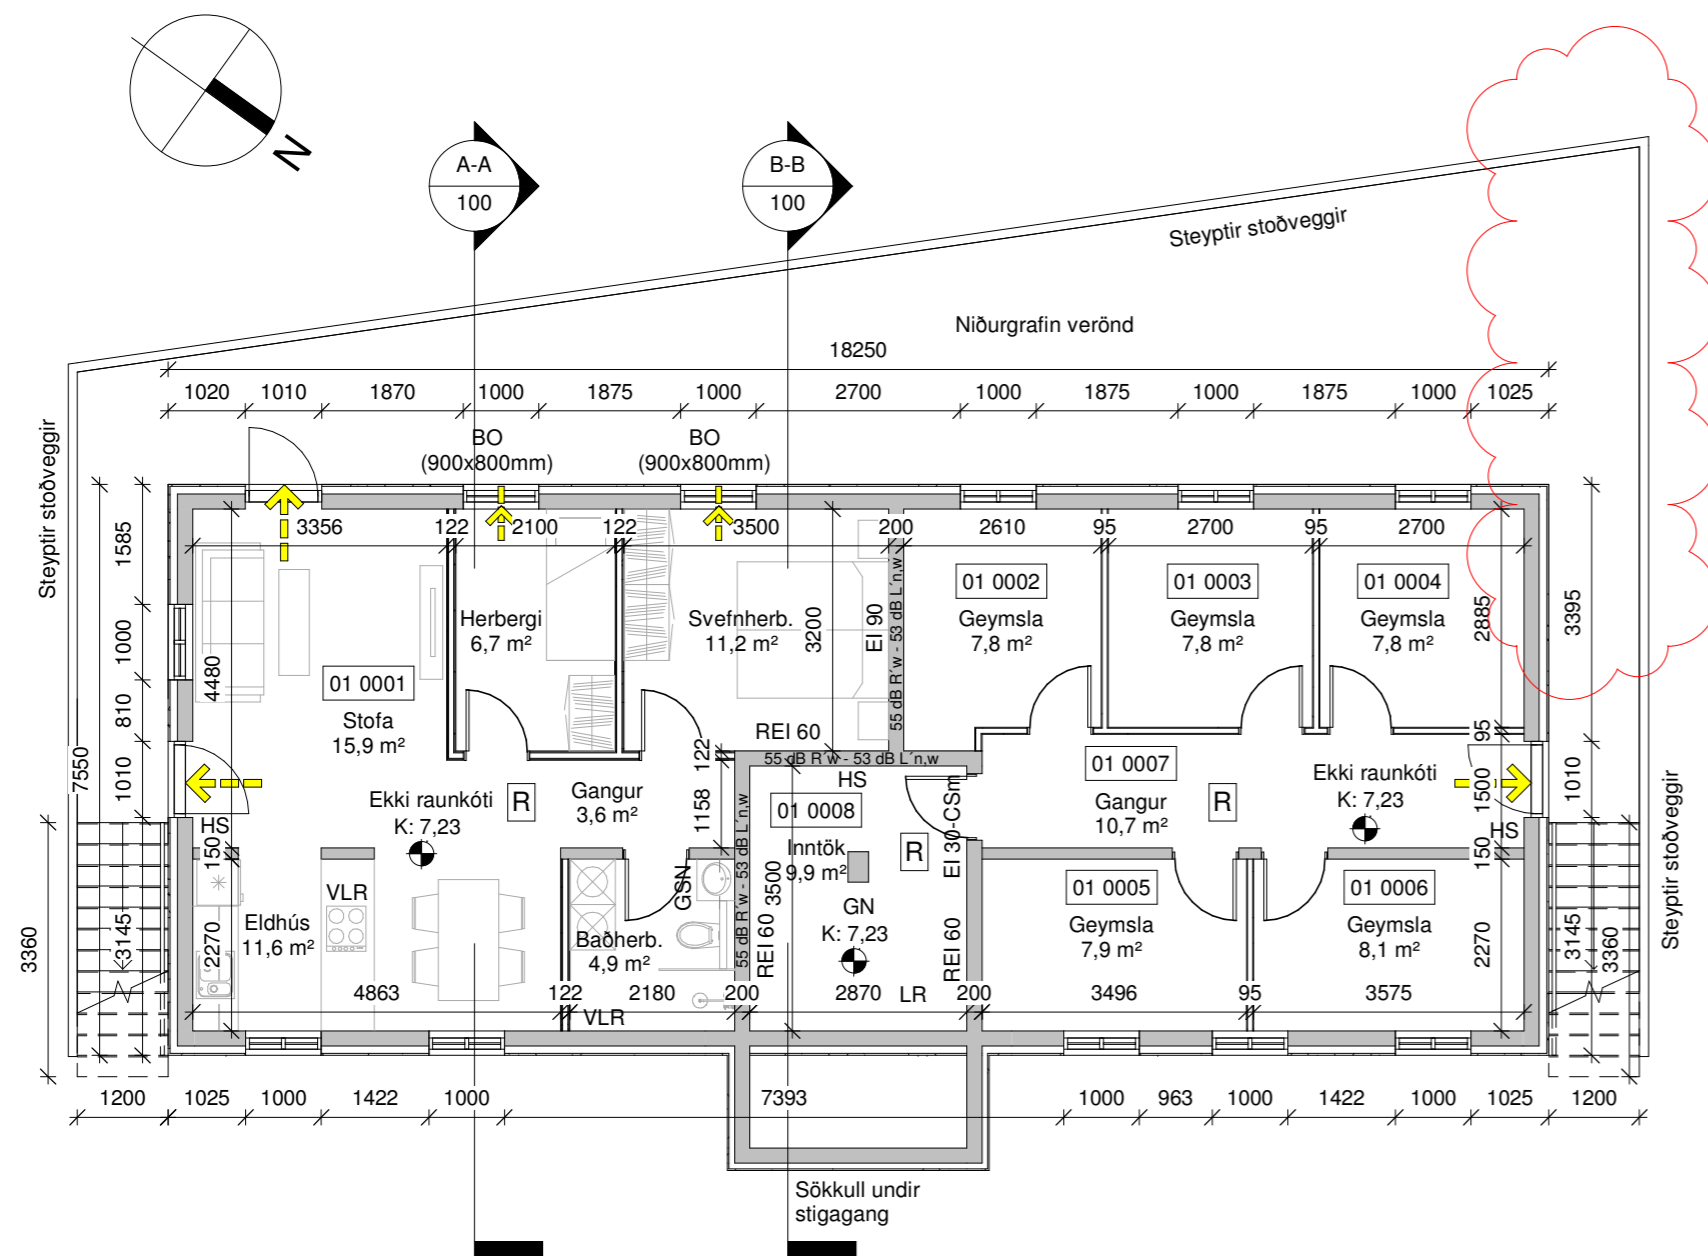 N
A-A
100
B-B
100
Steyptir stoðveggir
Niðurgrafin verönd
18250
1020
1010
1870
1000
1875
1000
2700
1000
1875
1000
1875
1000
1025
Steyptir stoðveggir
BO
(900x800mm)
BO
(900x800mm)
3356
122
2100
122
3500
200
2610
95
2700
95
2700
1585
1000
810
1010
7550
3360
3145
4480
Herbergi
6,7 m²
Svefnherb.
11,2 m²
3200
EI 90
55 dB R´w - 53 dB L´n,w
01 0002
Geymsla
7,8 m²
01 0003
Geymsla
7,8 m²
01 0004
Geymsla
7,8 m²
2885
3395
01 0001
Stofa
15,9 m²
REI 60
55 dB R´w - 53 dB L´n,w
HS
122
1158
95
1500
1010
01 0007
Gangur
10,7 m²
R
Ekki raunkóti
K: 7,23
HS
150
Ekki raunkóti
K: 7,23
R
Gangur
3,6 m²
HS
150
01 0008
Inntök
9,9 m²
R
EI 30-CSm
3500
GN
K: 7,23
REI 60
55 dB R´w - 53 dB L´n,w
REI 60
GSN
VLR
Eldhús
11,6 m²
2270
Baðherb.
4,9 m²
01 0005
Geymsla
7,9 m²
01 0006
Geymsla
8,1 m²
2270
3145
3360
Steyptir stoðveggir
4863
122
2180
200
2870
LR
200
3496
95
3575
VLR
1200
1025
1000
1422
1000
7393
1000
963
1000
1422
1000
1025
1200
Sökkull undir
stigagang